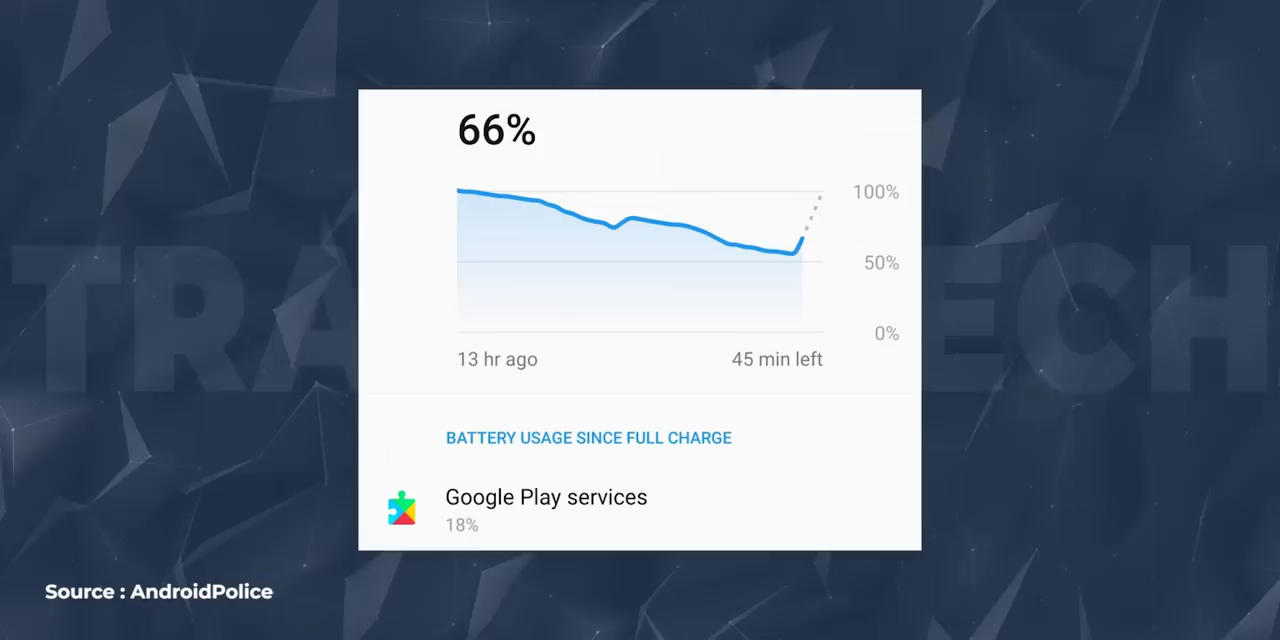 66%
100%
50%
0%
13 hr ago
45 min left
BATTERY USAGE SINCE FULL CHARGE
Google Play services
18%
Source : AndroidPolice